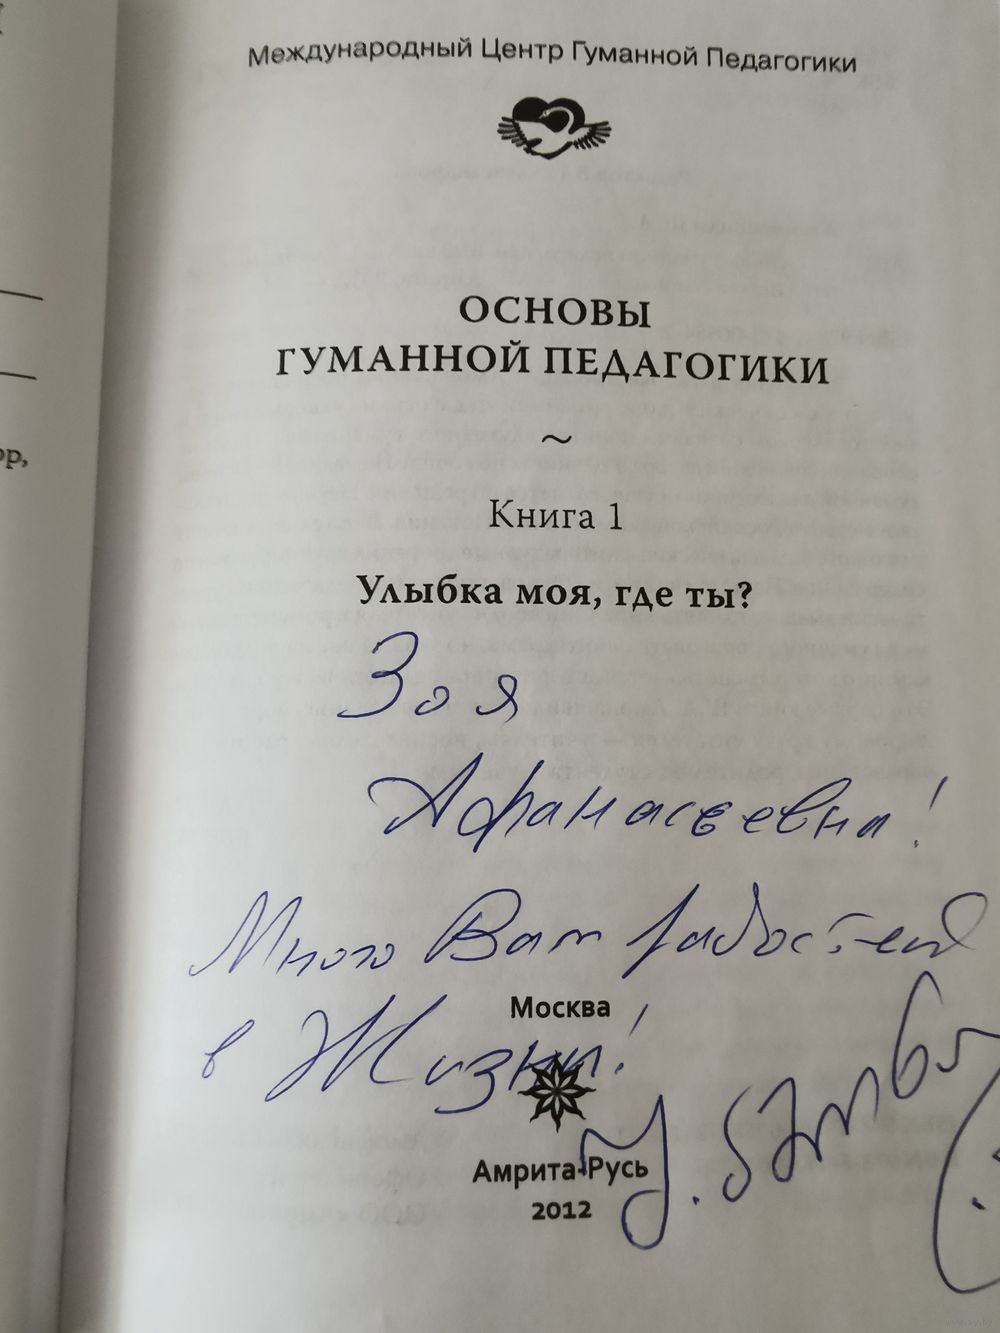 ор,
Международный Центр Гуманной Педагогики
ОСНОВЫ
ГУМАННОЙ ПЕДАГОГИКИ
~
Книга 1
Улыбка моя, где ты?
Зоя
Афанасьевна!
Много Вам радостей
Москва
в Жизни!
Амрита-Русь
2012